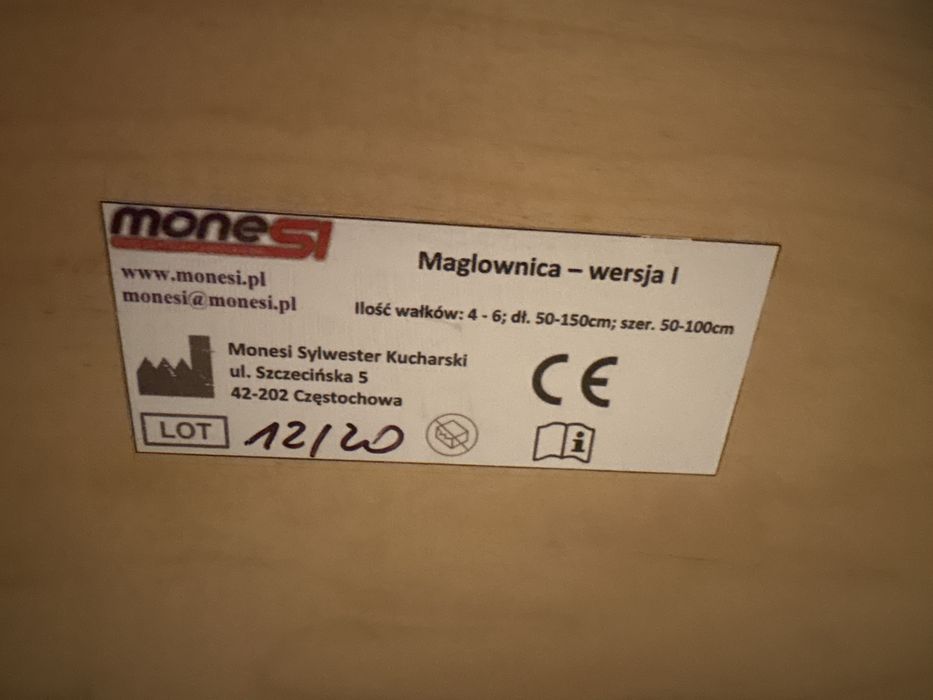 moneSI
www.monesi.pl
monesi@monesi.pl
Maglownica – wersja I
Ilość wałków: 4 - 6; dł. 50-150cm; szer. 50-100cm
Monesi Sylwester Kucharski
ul. Szczecińska 5
42-202 Częstochowa
CE
LOT 12/20
i